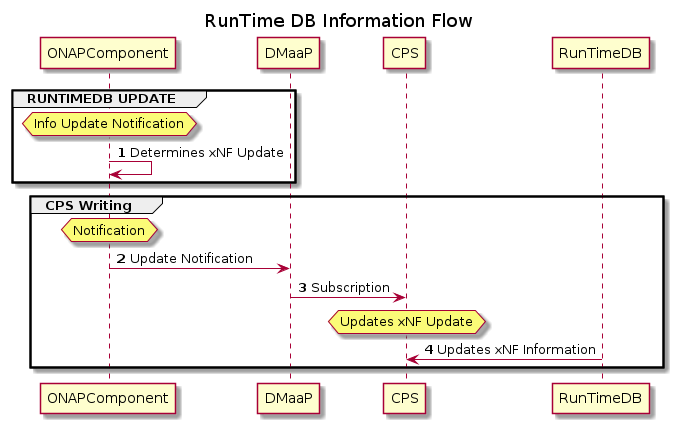 RunTime DB Information Flow
ONAPComponent DMaaP CPS RunTimeDB
RUNTIMEDB UPDATE
Info Update Notification
1 Determines xNF Update
CPS Writing
Notification
2 Update Notification
3 Subscription
Updates xNF Update
4 Updates xNF Information
ONAPComponent DMaaP CPS RunTimeDB